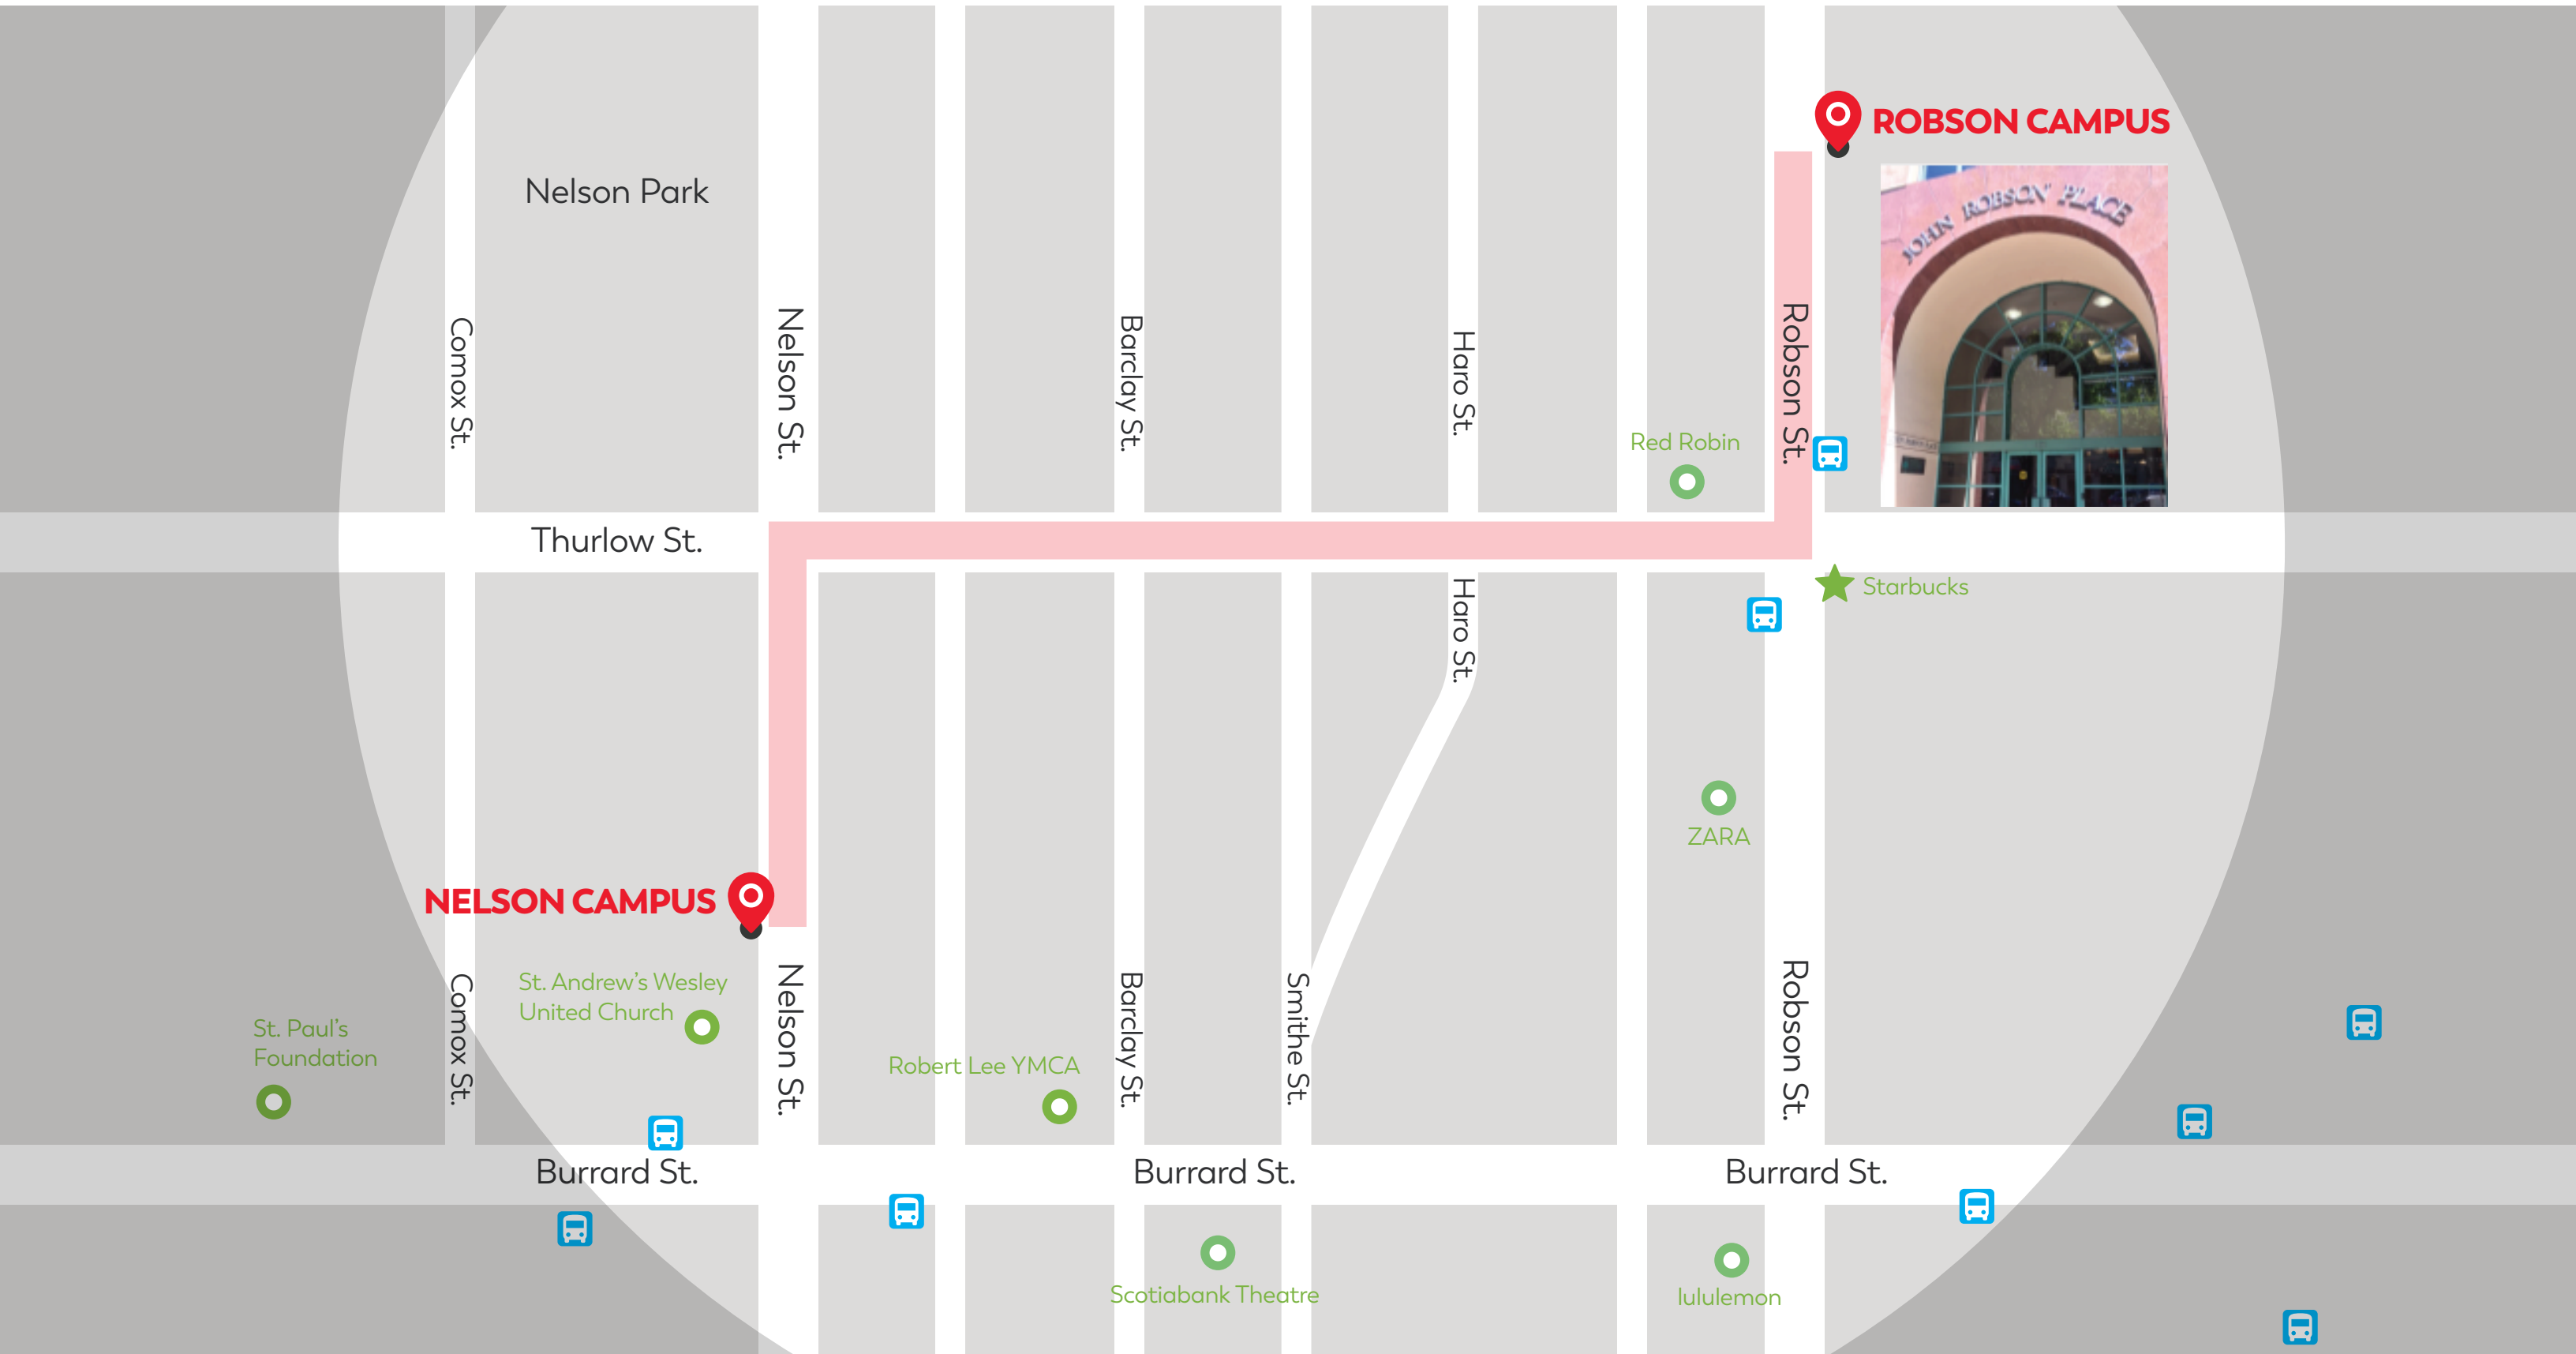 ROBSON CAMPUS
JOHN ROBSON PLACE
Nelson Park
Comox St.
Nelson St.
Barclay St.
Haro St.
Robson St.
Red Robin
Thurlow St.
Starbucks
Haro St.
ZARA
NELSON CAMPUS
St. Andrew's Wesley
United Church
St. Paul's
Foundation
Comox St.
Nelson St.
Robert Lee YMCA
Barclay St.
Smithe St.
Robson St.
Burrard St.
Burrard St.
Burrard St.
Scotiabank Theatre
lululemon